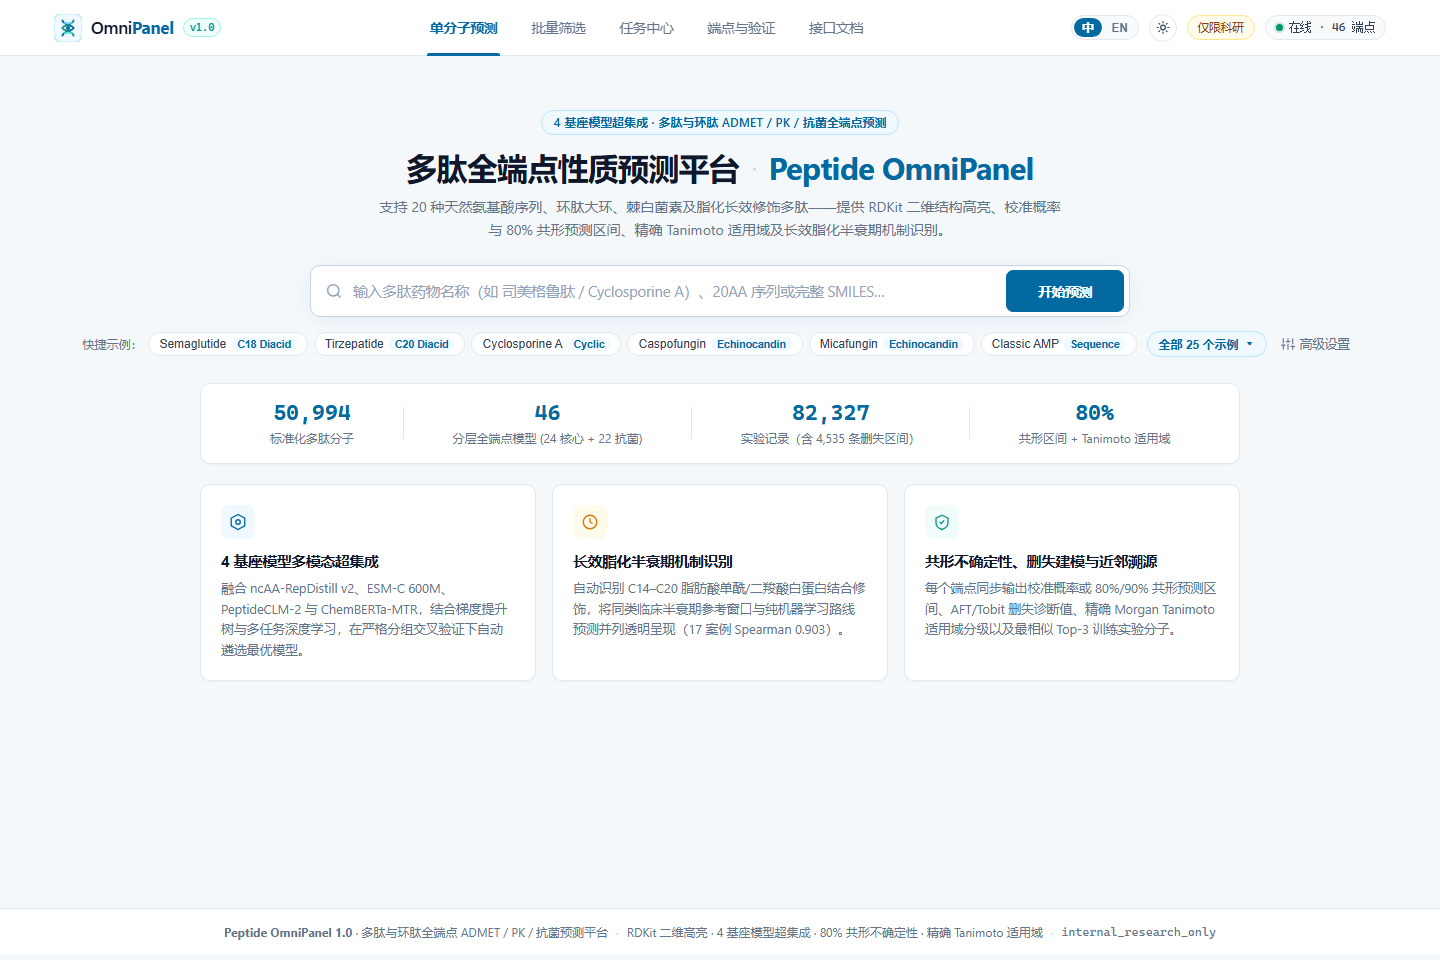 OmniPanel v1.0
单分子预测 批量筛选 任务中心 端点与验证 接口文档
中 EN 仅限科研 在线 · 46 端点
4 基座模型超集成 · 多肽与环肽 ADMET / PK / 抗菌全端点预测
多肽全端点性质预测平台 · Peptide OmniPanel
支持 20 种天然氨基酸序列、环肽大环、棘白菌素及脂化长效修饰多肽——提供 RDKit 二维结构高亮、校准概率
与 80% 共形预测区间、精确 Tanimoto 适用域及长效脂化半衰期机制识别。
输入多肽药物名称（如 司美格鲁肽 / Cyclosporine A）、20AA 序列或完整 SMILES... 开始预测
快捷示例： Semaglutide C18 Diacid Tirzepatide C20 Diacid Cyclosporine A Cyclic Caspofungin Echinocandin Micafungin Echinocandin Classic AMP Sequence 全部 25 个示例 高级设置
50,994 46 82,327 80%
标准化多肽分子 分层全端点模型 (24 核心 + 22 抗菌) 实验记录（含 4,535 条删失区间） 共形区间 + Tanimoto 适用域
4 基座模型多模态超集成
融合 ncAA-RepDistill v2、ESM-C 600M、
PeptideCLM-2 与 ChemBERTa-MTR，结合梯度提升
树与多任务深度学习，在严格分组交叉验证下自动
遴选最优模型。
长效脂化半衰期机制识别
自动识别 C14–C20 脂肪酸单酰/二羧酸白蛋白结合修
饰，将同类临床半衰期参考窗口与纯机器学习路线
预测并列透明呈现（17 案例 Spearman 0.903）。
共形不确定性、删失建模与近邻溯源
每个端点同步输出校准概率或 80%/90% 共形预测区
间、AFT/Tobit 删失诊断值、精确 Morgan Tanimoto
适用域分级以及最相似 Top-3 训练实验分子。
Peptide OmniPanel 1.0 · 多肽与环肽全端点 ADMET / PK / 抗菌预测平台 · RDKit 二维高亮 · 4 基座模型超集成 · 80% 共形不确定性 · 精确 Tanimoto 适用域 · internal_research_only